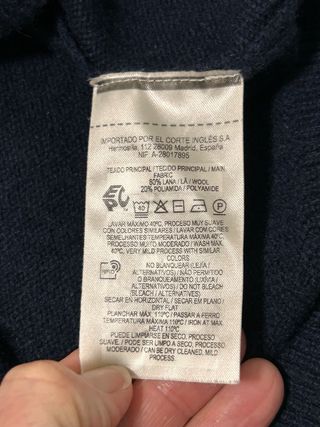 IMPORTADO POR EL CORTE INGLÉS S.A
Hermosilla, 112 28009 Madrid, España
NIF. A-28017895
TEJIDO PRINCIPAL / TECIDO PRINCIPAL / MAIN
FABRIC
80% LANA / LÃ / WOOL
20% POLIAMIDA / POLYAMIDE
40
P
LAVAR MÁXIMO 40ºC, PROCESO MUY SUAVE
CON COLORES SIMILARES / LAVAR COM CORES
SEMELHANTES TEMPERATURA MÁXIMA 40ºC,
PROCESSO MUITO MODERADO / WASH MAX
40ºC, VERY MILD PROCESS WITH SIMILAR
COLORS
NO BLANQUEAR (LEJÍA /
ALTERNATIVOS) / NÃO PERMITIDO
O BRANQUEAMENTO (LIXÍVIA /
ALTERNATIVOS) / DO NOT BLEACH
(BLEACH / ALTERNATIVES)
SECAR EN HORIZONTAL / SECAR EM PLANO /
DRY FLAT
PLANCHAR MÁX 110ºC / PASSAR A FERRO
TEMPERATURA MÁXIMA 110ºC / IRON AT MAX
HEAT 110ºC
PUEDE LIMPIARSE EN SECO, PROCESO
SUAVE. / PODE SER LIMPO A SECO, PROCESSO
MODERADO / CAN BE DRY CLEANED, MILD
PROCESS